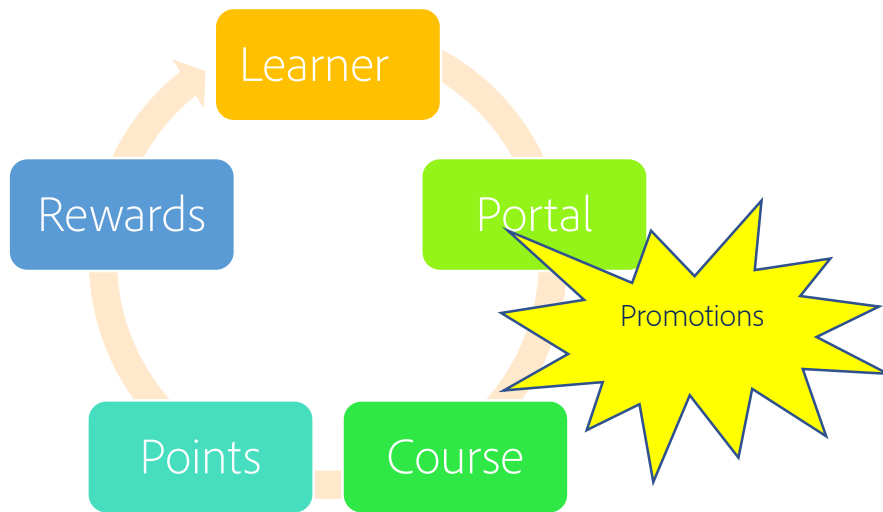 Learner
Portal
Promotions
Course
Points
Rewards